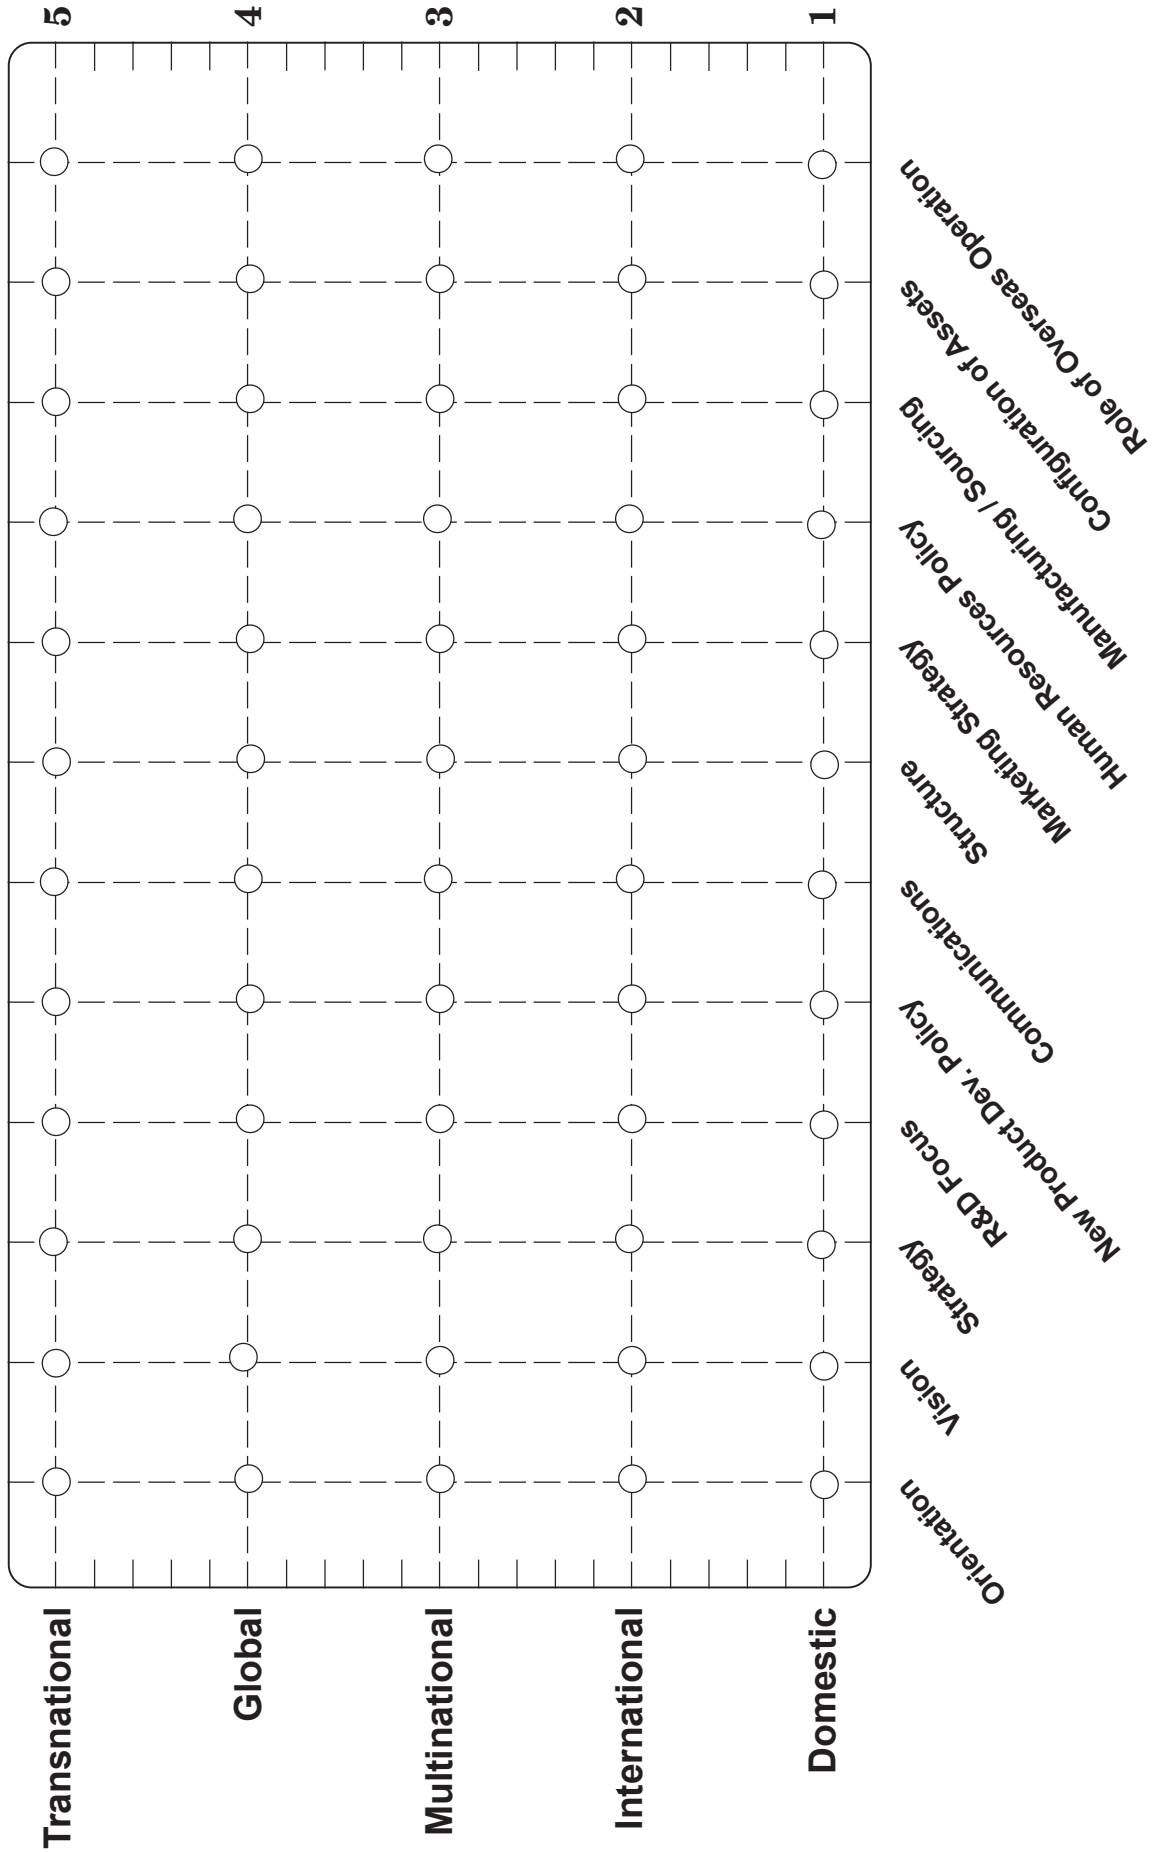 Transnational
5
Global
4
Multinational
3
International
2
Domestic
1
Orientation
Vision
Strategy
R&D Focus
New Product Dev. Policy
Communications
Structure
Marketing Strategy
Human Resources Policy
Manufacturing / Sourcing
Configuration of Assets
Role of Overseas Operation